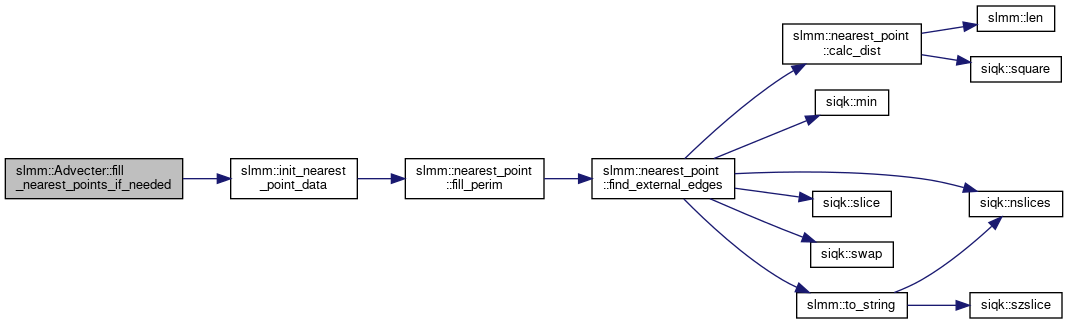 slmm::Advecter::fill
_nearest_points_if_needed
slmm::init_nearest
_point_data
slmm::nearest_point
::fill_perim
slmm::nearest_point
::find_external_edges
slmm::nearest_point
::calc_dist
siqk::min
siqk::slice
siqk::swap
slmm::to_string
slmm::len
siqk::square
siqk::nslices
siqk::szslice